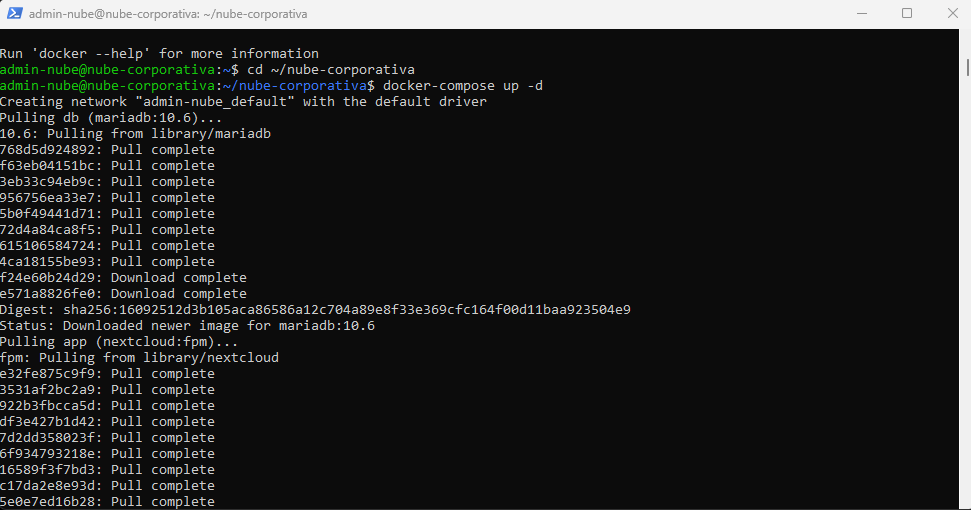 admin-nube@nube-corporativa: ~/nube-corporativa
Run 'docker --help' for more information
admin-nube@nube-corporativa:~$ cd ~/nube-corporativa
admin-nube@nube-corporativa:~/nube-corporativa$ docker-compose up -d
Creating network "admin-nube_default" with the default driver
Pulling db (mariadb:10.6)...
10.6: Pulling from library/mariadb
768d5d924892: Pull complete
f63eb04151bc: Pull complete
3eb33c94eb9c: Pull complete
956756ea33e7: Pull complete
5b0f49441d71: Pull complete
72d4a84ca8f5: Pull complete
615106584724: Pull complete
4ca18155be93: Pull complete
f24e60b24d29: Download complete
e571a8826fe0: Download complete
Digest: sha256:16092512d3b105aca86586a12c704a89e8f33e369cfc164f00d11baa923504e9
Status: Downloaded newer image for mariadb:10.6
Pulling app (nextcloud:fpm)...
fpm: Pulling from library/nextcloud
e32fe875c9f9: Pull complete
3531af2bc2a9: Pull complete
922b3fbcca5d: Pull complete
df3e427b1d42: Pull complete
7d2dd358023f: Pull complete
6f934793218e: Pull complete
16589f3f7bd3: Pull complete
c17da2e8e93d: Pull complete
5e0e7ed16b28: Pull complete